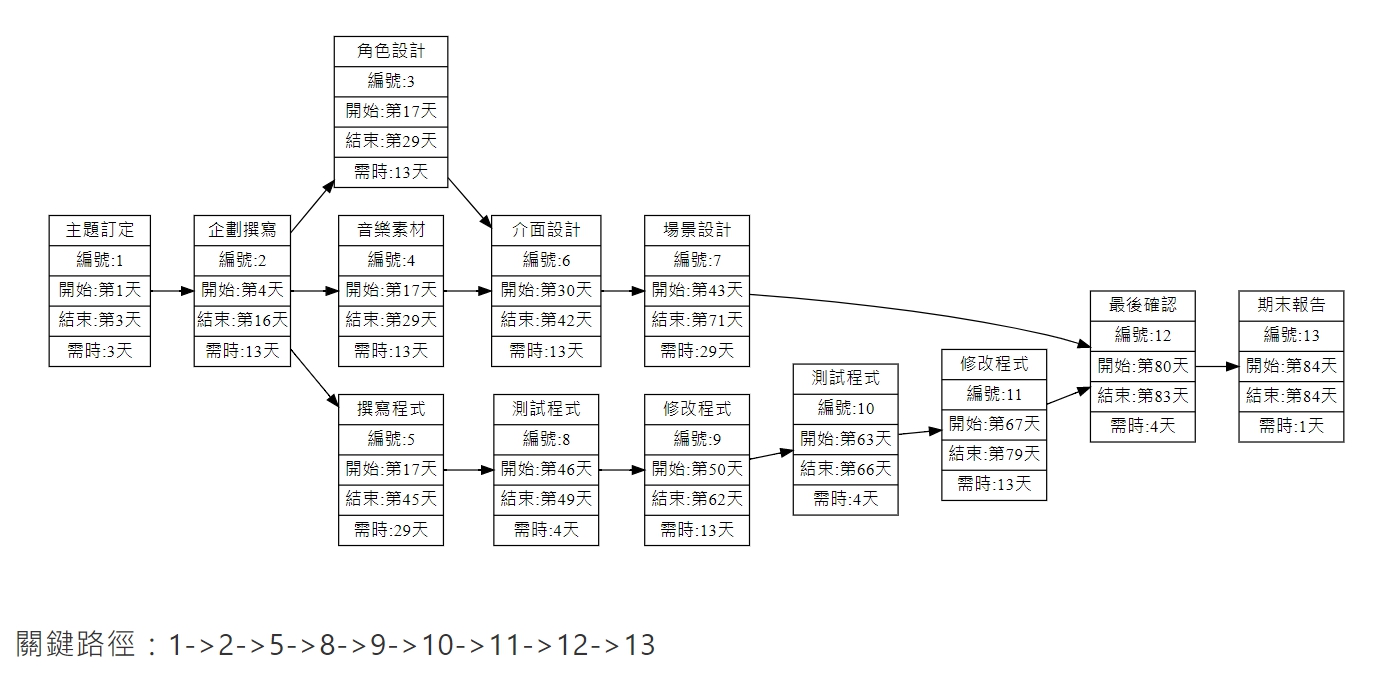 角色設計
編號:3
開始:第17天
結束:第29天
需時:13天
主題訂定
編號:1
開始:第1天
結束:第3天
需時:3天
企劃撰寫
編號:2
開始:第4天
結束:第16天
需時:13天
音樂素材
編號:4
開始:第17天
結束:第29天
需時:13天
介面設計
編號:6
開始:第30天
結束:第42天
需時:13天
場景設計
編號:7
開始:第43天
結束:第71天
需時:29天
撰寫程式
編號:5
開始:第17天
結束:第45天
需時:29天
測試程式
編號:8
開始:第46天
結束:第49天
需時:4天
修改程式
編號:9
開始:第50天
結束:第62天
需時:13天
測試程式
編號:10
開始:第63天
結束:第66天
需時:4天
修改程式
編號:11
開始:第67天
結束:第79天
需時:13天
最後確認
編號:12
開始:第80天
結束:第83天
需時:4天
期末報告
編號:13
開始:第84天
結束:第84天
需時:1天
關鍵路徑：1->2->5->8->9->10->11->12->13